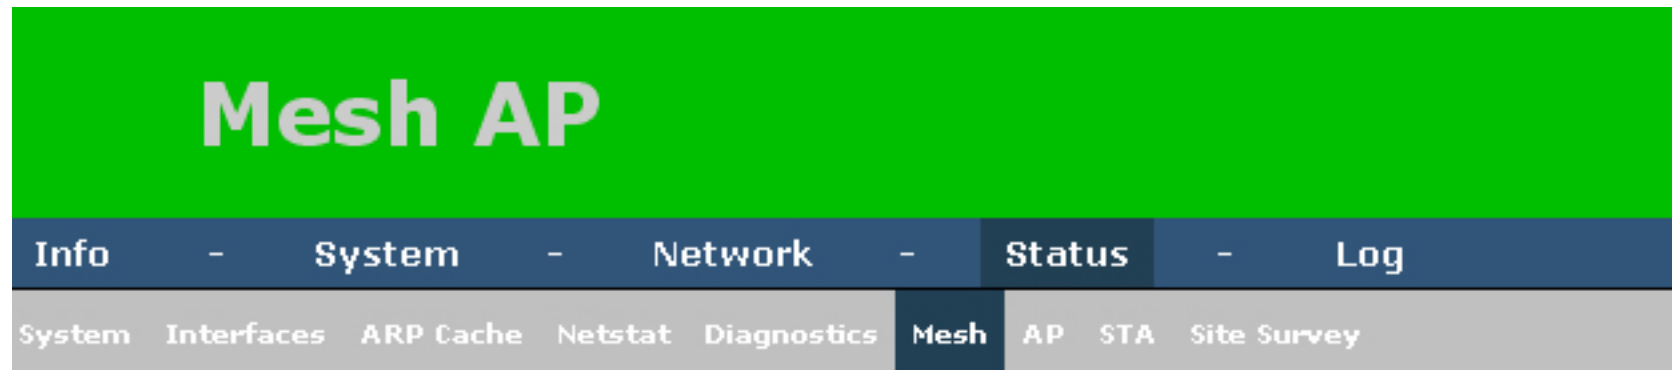 Mesh AP
Info - System - Network - Status - Log
System Interfaces ARP Cache Netstat Diagnostics Mesh AP STA Site Survey